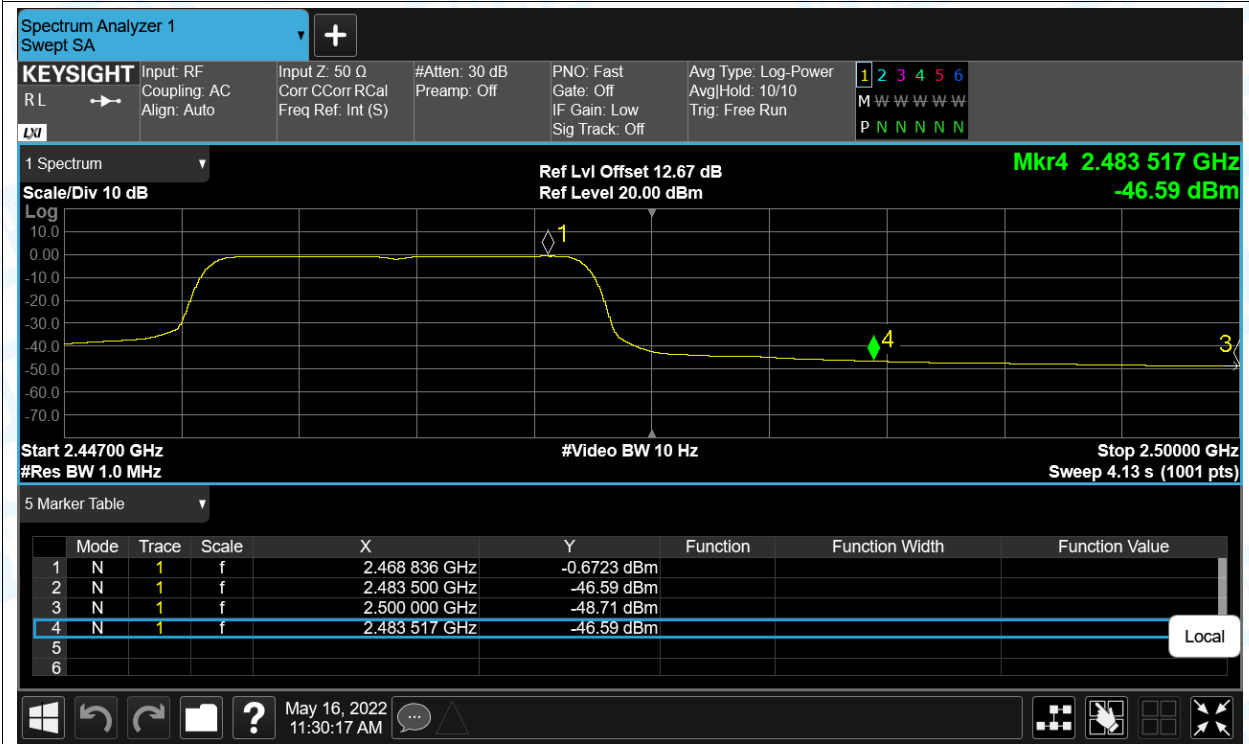 Spectrum Analyzer 1
Swept SA
KEYSIGHT
R L
LXI
Input: RF
Coupling: AC
Align: Auto
Input Z: 50 Ω
Corr CCorr RCal
Freq Ref: Int (S)
#Atten: 30 dB
Preamp: Off
PNO: Fast
Gate: Off
IF Gain: Low
Sig Track: Off
Avg Type: Log-Power
Avg|Hold: 10/10
Trig: Free Run
1 2 3 4 5 6
M W W W W W
P N N N N N
1 Spectrum
Scale/Div 10 dB
Ref Lvl Offset 12.67 dB
Ref Level 20.00 dBm
Mkr4 2.483 517 GHz
-46.59 dBm
Log
10.0
0.00
-10.0
-20.0
-30.0
-40.0
-50.0
-60.0
-70.0
1
4
3
Start 2.44700 GHz
#Res BW 1.0 MHz
#Video BW 10 Hz
Stop 2.50000 GHz
Sweep 4.13 s (1001 pts)
5 Marker Table
Mode Trace Scale X Y Function Function Width Function Value
1 N 1 f 2.468 836 GHz -0.6723 dBm
2 N 1 f 2.483 500 GHz -46.59 dBm
3 N 1 f 2.500 000 GHz -48.71 dBm
4 N 1 f 2.483 517 GHz -46.59 dBm
5
6
Local
May 16, 2022
11:30:17 AM